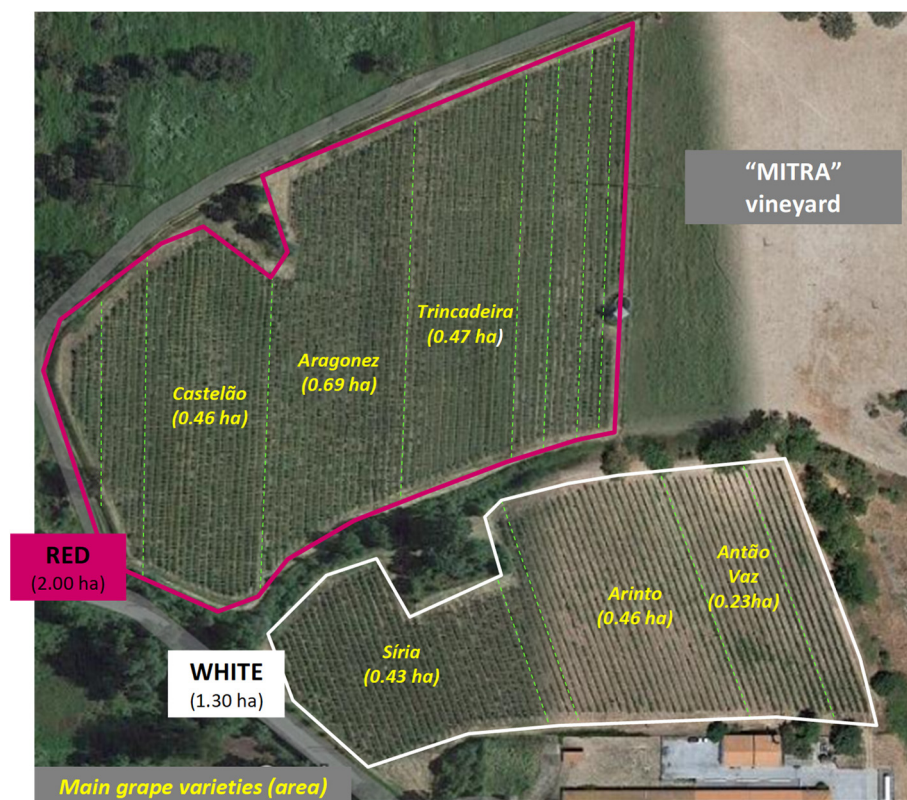 “MITRA”
vineyard
Trincadeira
(0.47 ha)
Aragonez
(0.69 ha)
Castelão
(0.46 ha)
RED
(2.00 ha)
Antão
Vaz
(0.23ha)
Arinto
(0.46 ha)
Síria
(0.43 ha)
WHITE
(1.30 ha)
Main grape varieties (area)